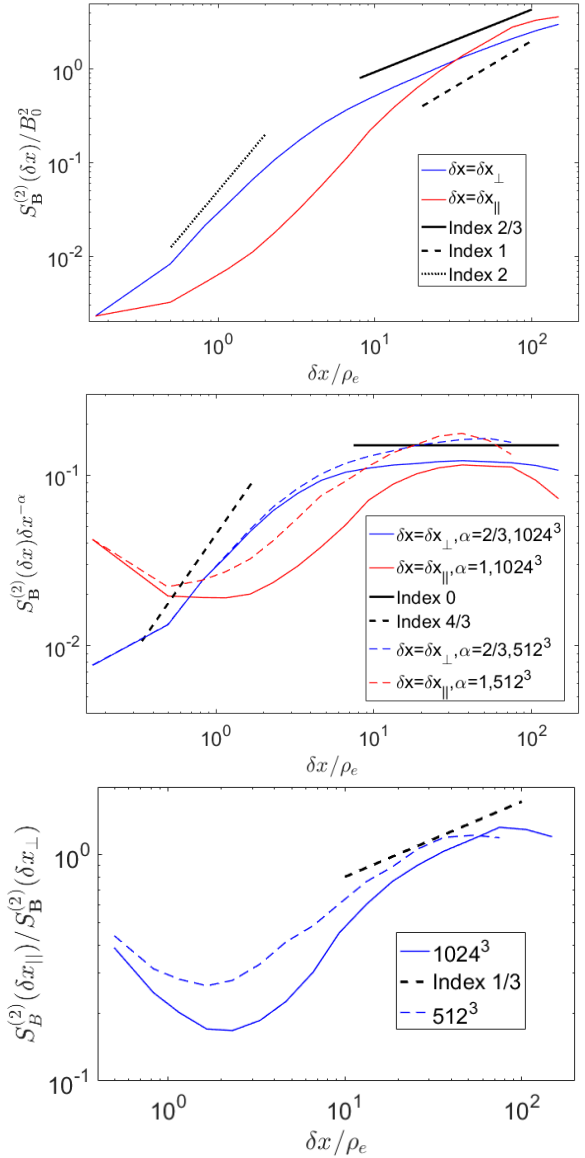 10^0
10^-1
10^-2
S_B^(2)(δx)/B_0^2
δx=δx_⊥
δx=δx_||
Index 2/3
Index 1
Index 2
10^0 10^1 10^2
δx/ρ_e
10^-1
10^-2
S_B^(2)(δx)δx^-α
δx=δx_⊥,α=2/3,1024^3
δx=δx_||,α=1,1024^3
Index 0
Index 4/3
δx=δx_⊥,α=2/3,512^3
δx=δx_||,α=1,512^3
10^0 10^1 10^2
δx/ρ_e
10^0
10^-1
S_B^(2)(δx_||)/S_B^(2)(δx_⊥)
1024^3
Index 1/3
512^3
10^0 10^1 10^2
δx/ρ_e